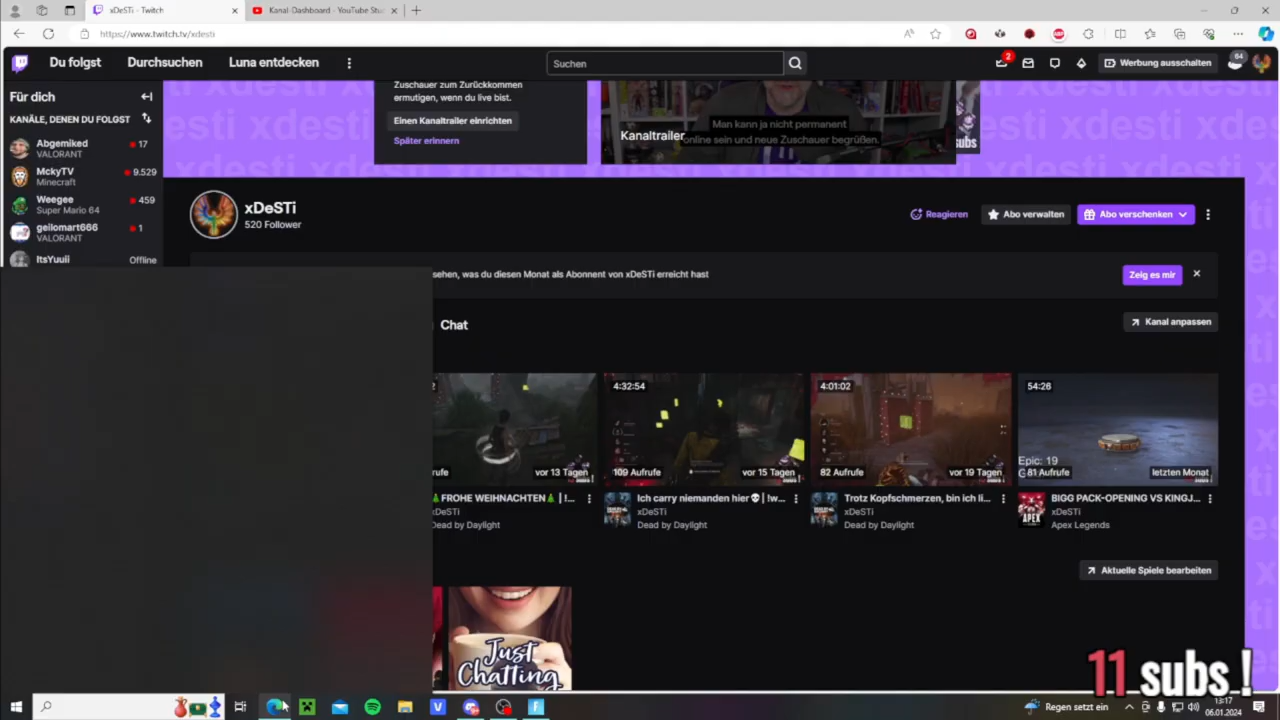 xDeSTi - Twitch
Kanal-Dashboard - YouTube Stu
https://www.twitch.tv/xdesti
Du folgst
Durchsuchen
Luna entdecken
Suchen
2
Werbung ausschalten
64
Für dich
KANÄLE, DENEN DU FOLGST
Abgemiked
17
VALORANT
MckyTV
9.529
Minecraft
Weegee
459
Super Mario 64
geilomart666
1
VALORANT
ItsYuuii
Offline
Zuschauer zum Zurückkommen
ermutigen, wenn du live bist.
Einen Kanaltrailer einrichten
Später erinnern
Kanaltrailer
Man kann ja nicht permanent
online sein und neue Zuschauer begrüßen.
subs
xDeSTi
520 Follower
Reagieren
Abo verwalten
Abo verschenken
sehen, was du diesen Monat als Abonnent von xDeSTi erreicht hast
Zeig es mir
Chat
Kanal anpassen
4:32:54
4:01:02
54:26
vor 13 Tagen
109 Aufrufe
vor 15 Tagen
82 Aufrufe
vor 19 Tagen
Epic: 19
81 Aufrufe
letzten Monat
FROHE WEIHNACHTEN🎄 | !...
xDeSTi
Dead by Daylight
Ich carry niemanden hier💀 | !w...
xDeSTi
Dead by Daylight
Trotz Kopfschmerzen, bin ich li...
xDeSTi
Dead by Daylight
BIGG PACK-OPENING VS KINGJ...
xDeSTi
Apex Legends
Aktuelle Spiele bearbeiten
Just
Chatting
11 subs !
Regen setzt ein
13:17
06.01.2024